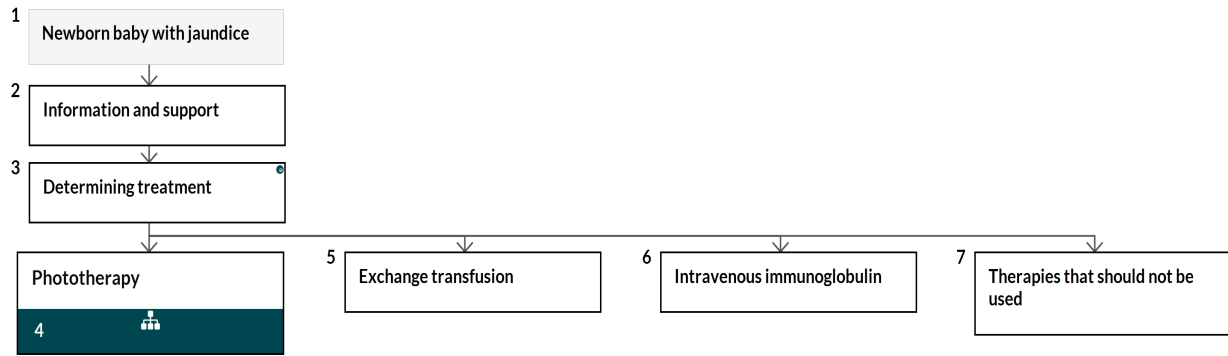 1
Newborn baby with jaundice
2
Information and support
3
Determining treatment
Phototherapy
4
5
Exchange transfusion
6
Intravenous immunoglobulin
7
Therapies that should not be
used